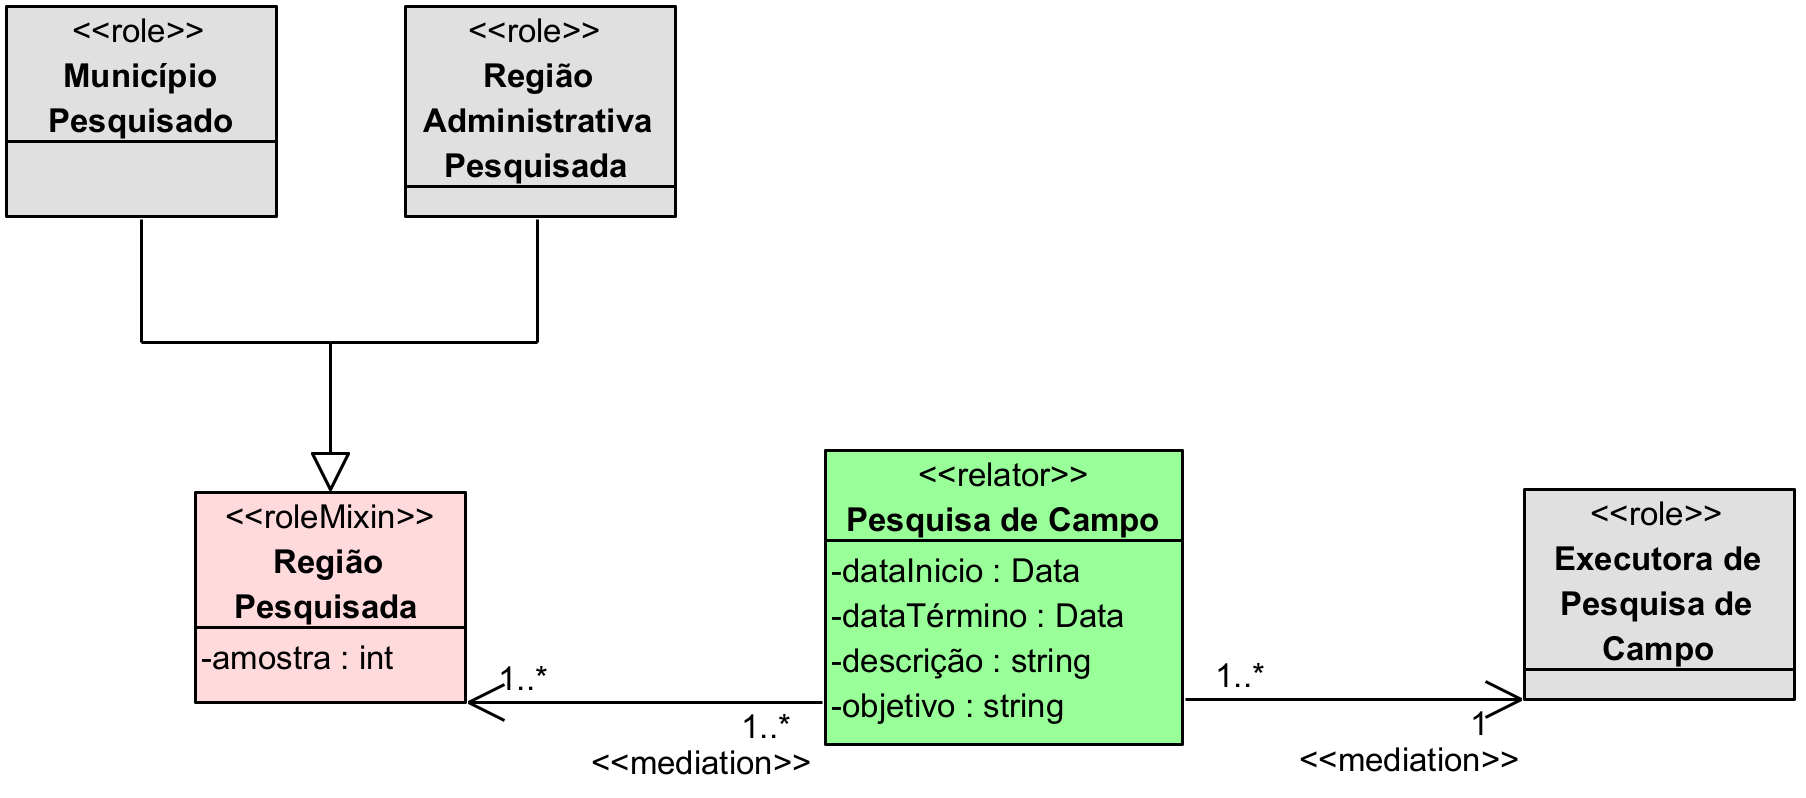 <<role>>
Município
Pesquisado
<<role>>
Região
Administrativa
Pesquisada
<<roleMixin>>
Região
Pesquisada
-amostra : int
1..*
1..*
<<mediation>>
<<relator>>
Pesquisa de Campo
-dataInicio : Data
-dataTérmino : Data
-descrição : string
-objetivo : string
1..*
1
<<mediation>>
<<role>>
Executora de
Pesquisa de
Campo